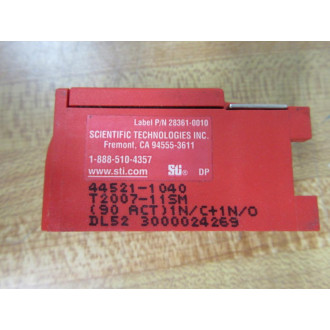 Label P/N 28361-0010
SCIENTIFIC TECHNOLOGIES INC.
Fremont, CA 94555-3611
1-888-510-4357
www.sti.com STi® DP
44521-1040
T2007-11SM
(90 ACT)1N/C+1N/O
DL52 3000024269